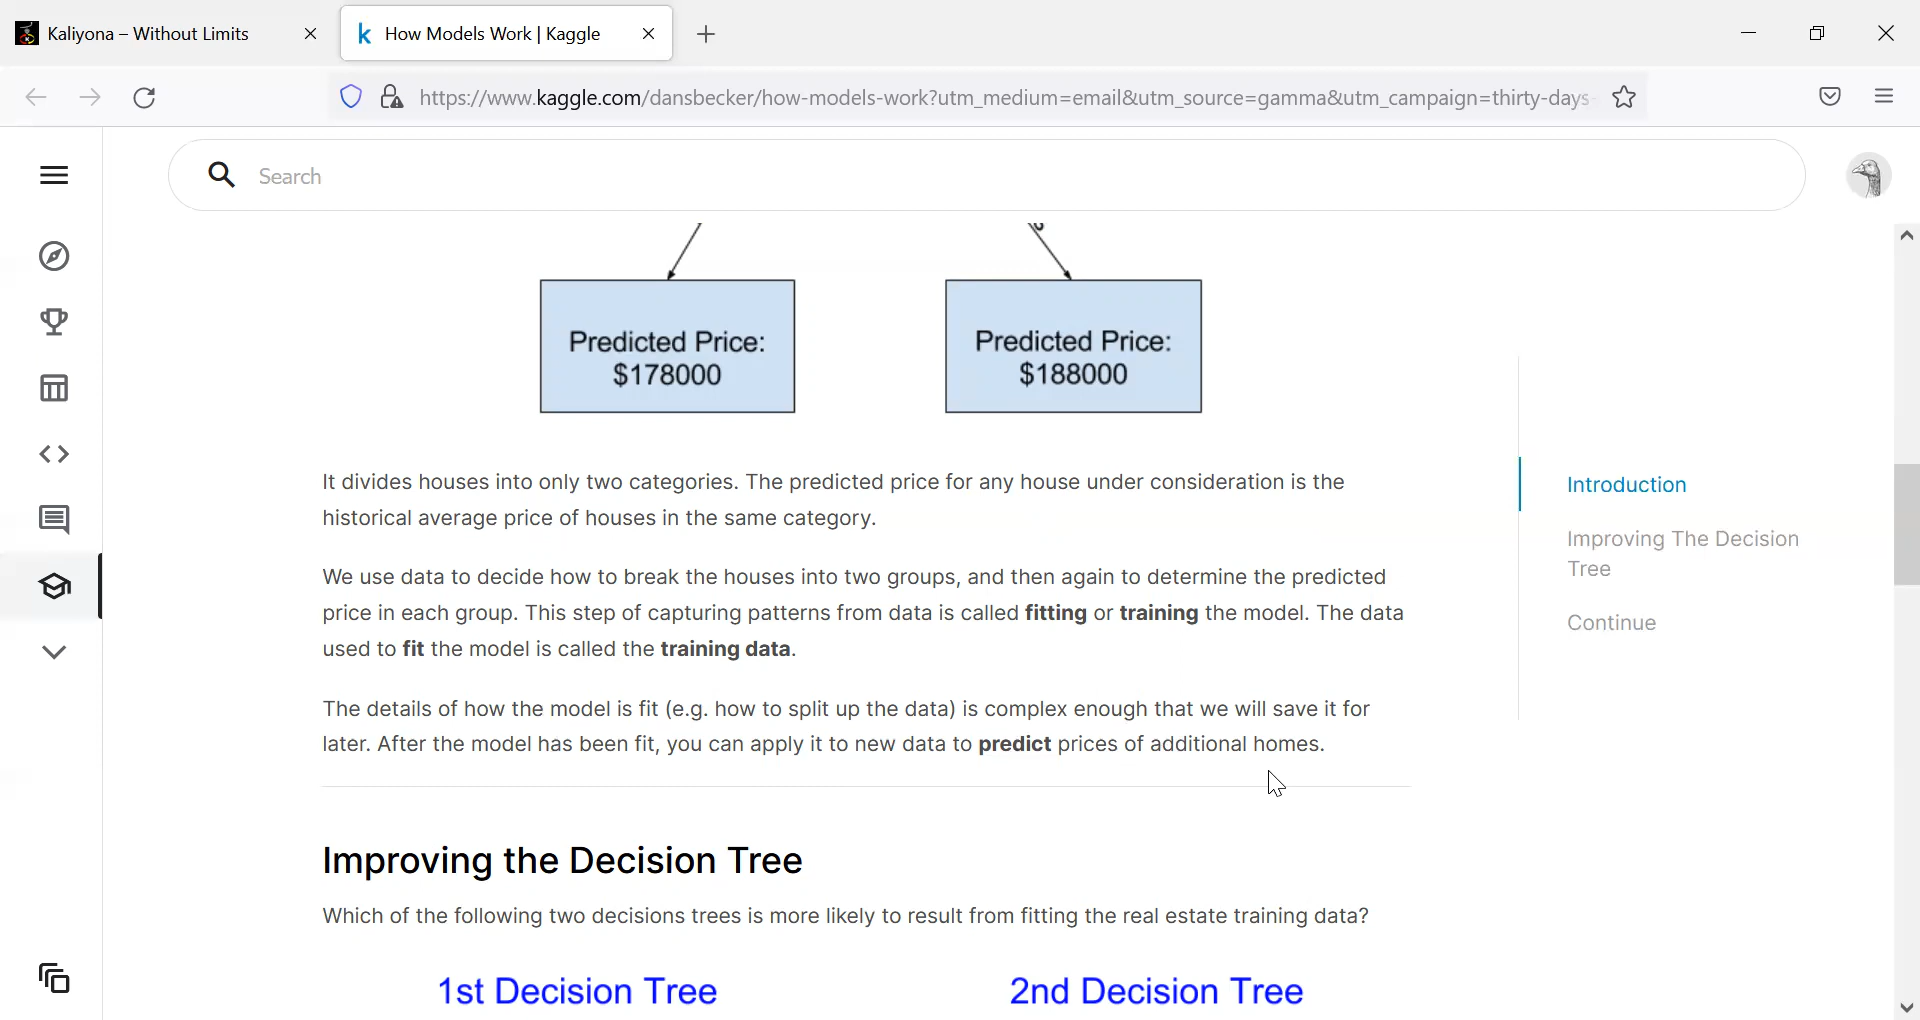 Kaliyona – Without Limits
How Models Work | Kaggle
https://www.kaggle.com/dansbecker/how-models-work?utm_medium=email&utm_source=gamma&utm_campaign=thirty-days-
Search
Predicted Price:
$178000
Predicted Price:
$188000
It divides houses into only two categories. The predicted price for any house under consideration is the
historical average price of houses in the same category.
We use data to decide how to break the houses into two groups, and then again to determine the predicted
price in each group. This step of capturing patterns from data is called fitting or training the model. The data
used to fit the model is called the training data.
The details of how the model is fit (e.g. how to split up the data) is complex enough that we will save it for
later. After the model has been fit, you can apply it to new data to predict prices of additional homes.
Introduction
Improving The Decision
Tree
Continue
Improving the Decision Tree
Which of the following two decisions trees is more likely to result from fitting the real estate training data?
1st Decision Tree
2nd Decision Tree